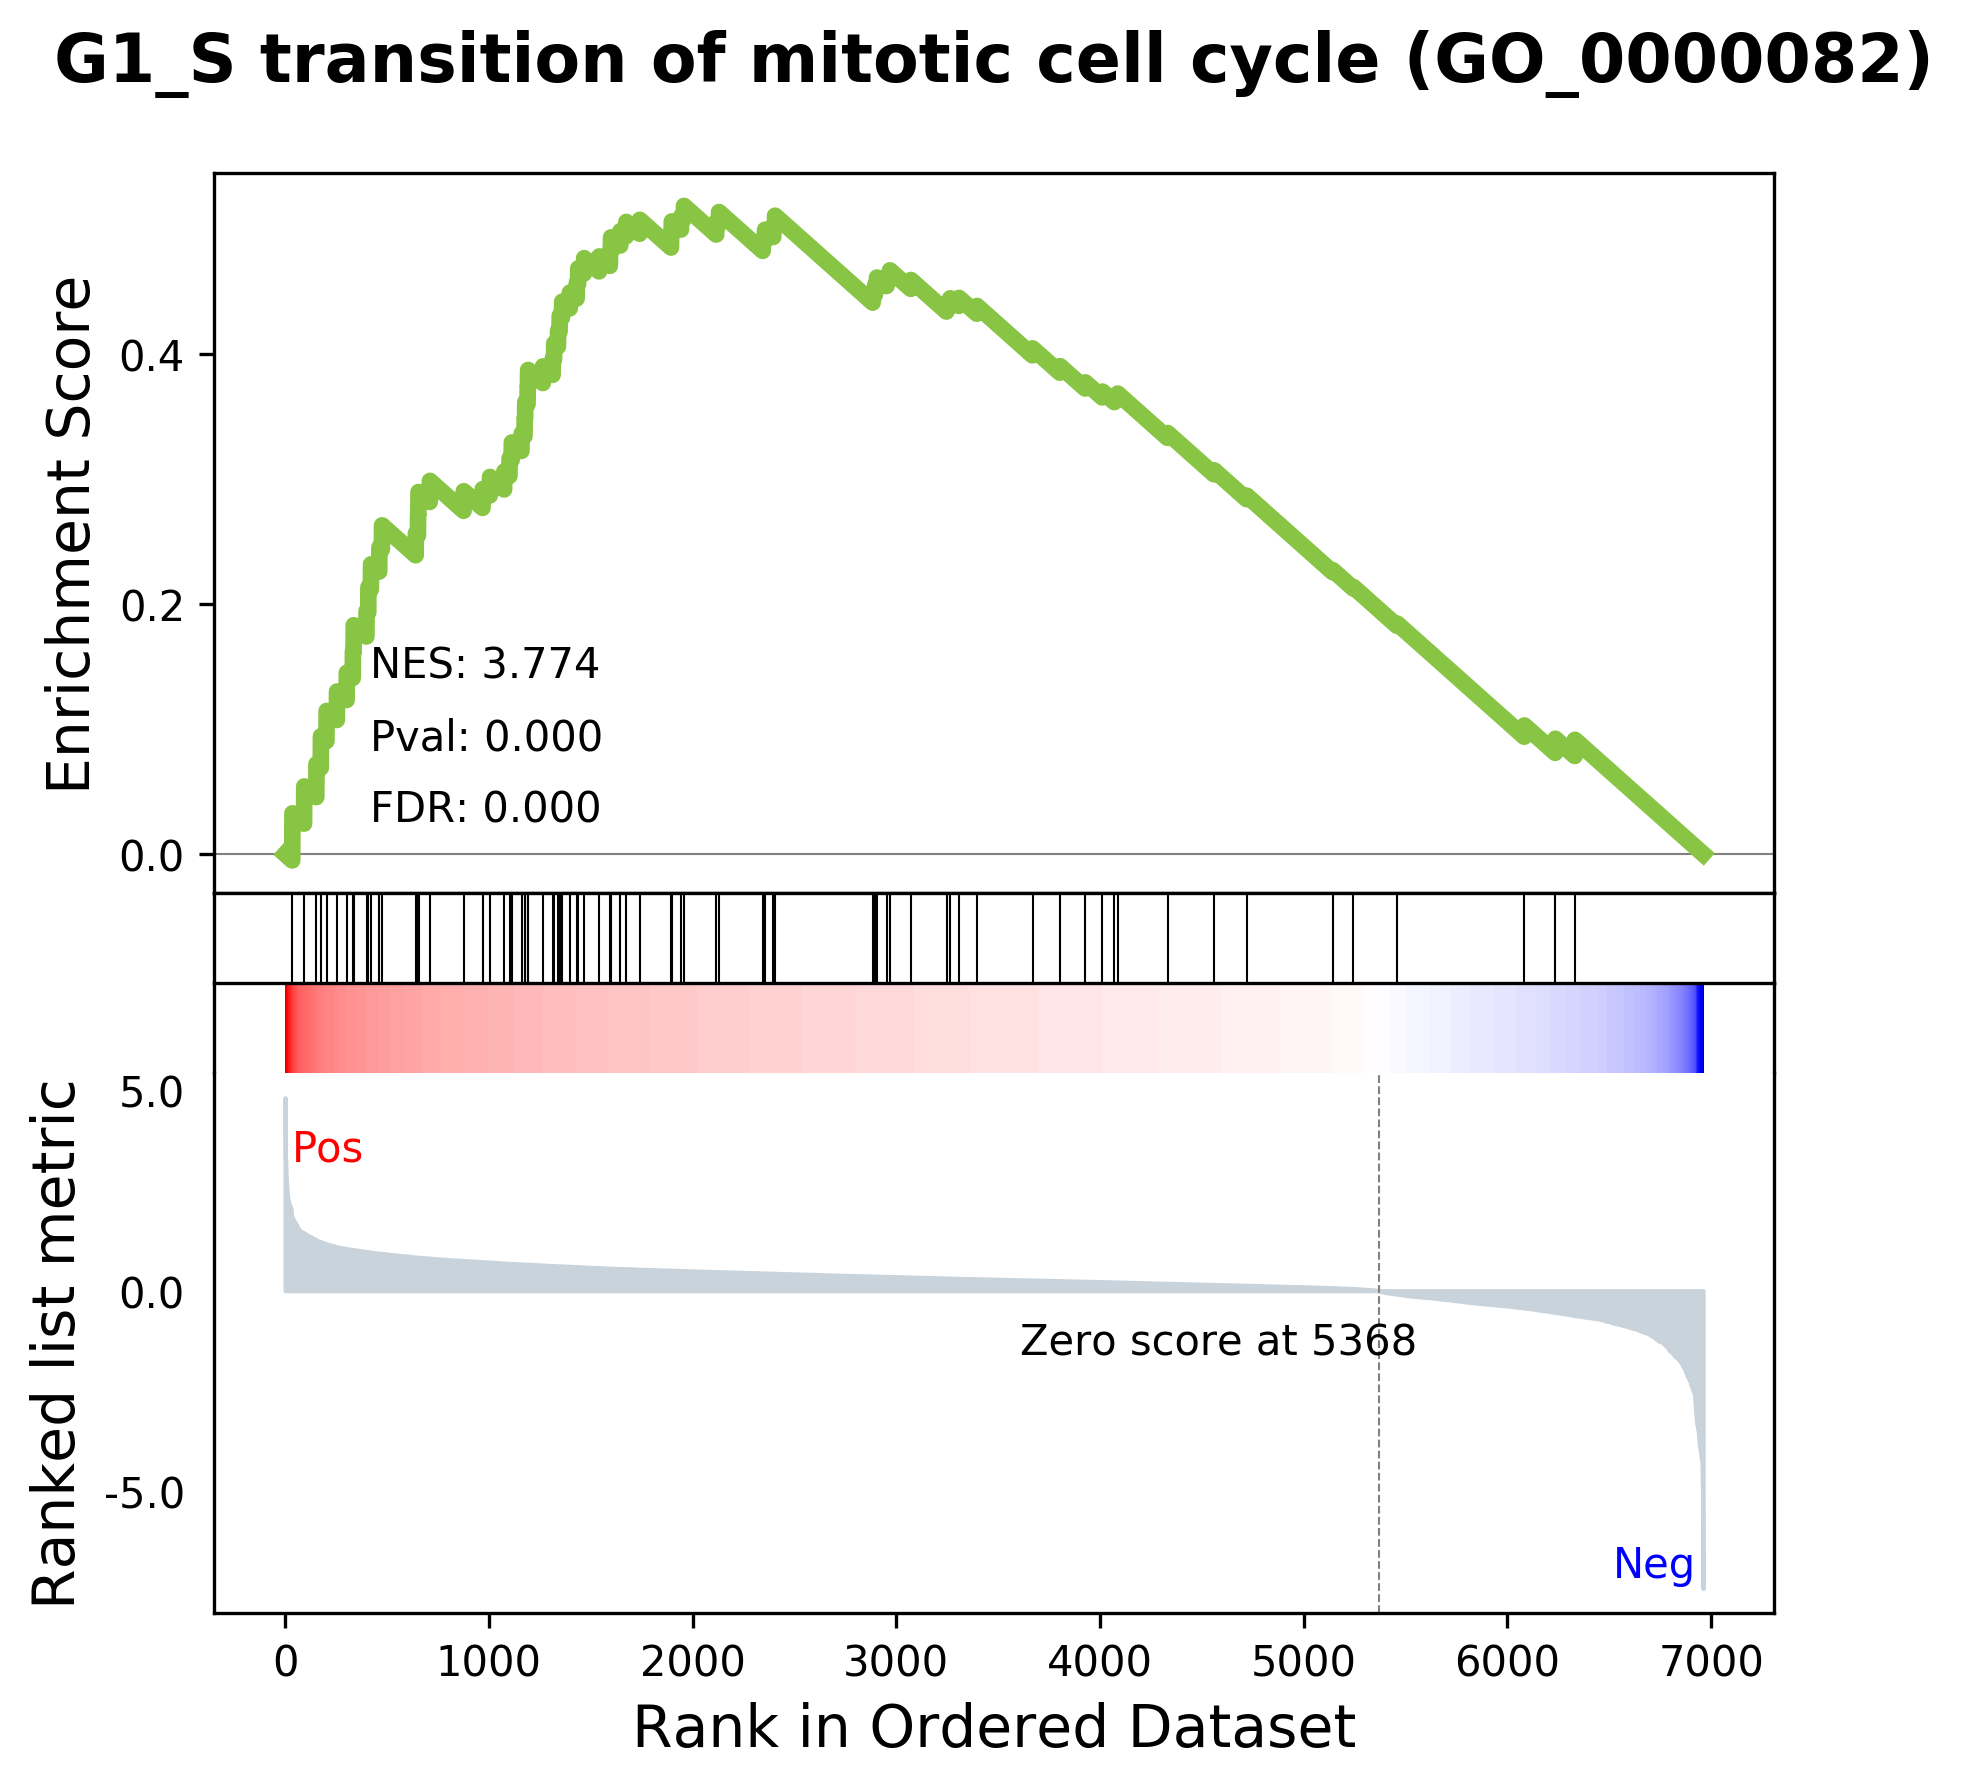 G1_S transition of mitotic cell cycle (GO_0000082)
Enrichment Score
0.4
0.2
0.0
NES: 3.774
Pval: 0.000
FDR: 0.000
Ranked list metric
5.0
0.0
-5.0
Pos
Zero score at 5368
Neg
0 1000 2000 3000 4000 5000 6000 7000
Rank in Ordered Dataset